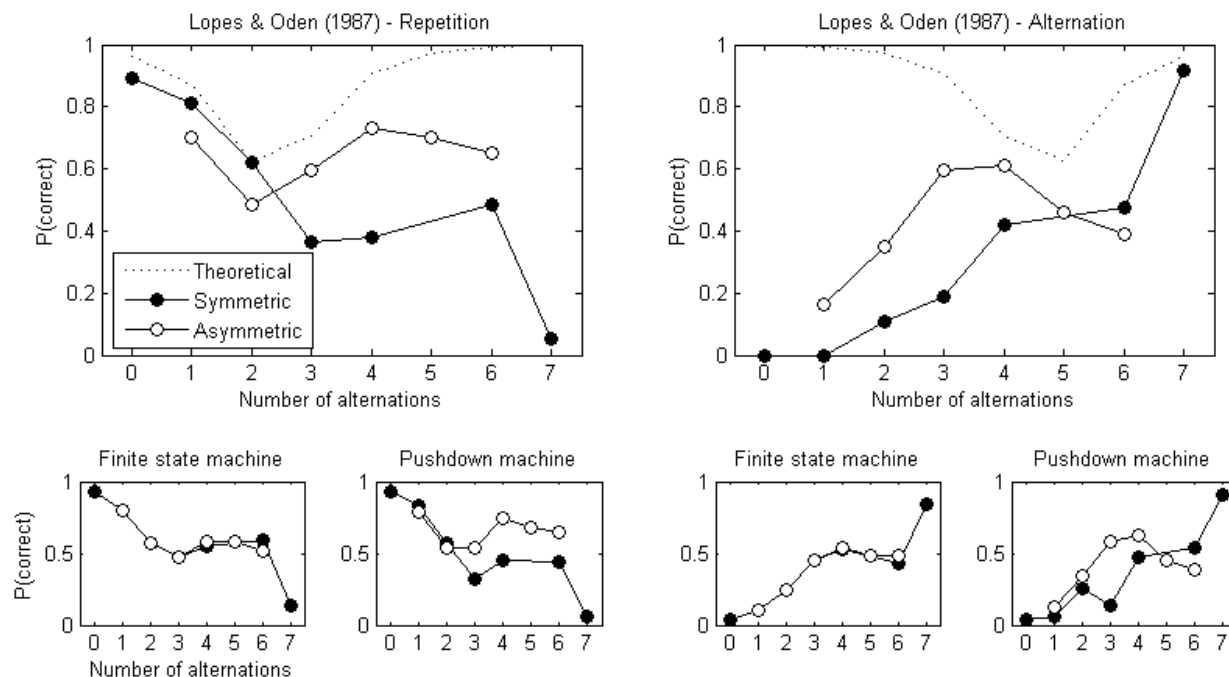 Lopes & Oden (1987) - Repetition
1
0.8
0.6
0.4
0.2
0
P(correct)
Theoretical
Symmetric
Asymmetric
0 1 2 3 4 5 6 7
Number of alternations
Lopes & Oden (1987) - Alternation
1
0.8
0.6
0.4
0.2
0
P(correct)
0 1 2 3 4 5 6 7
Number of alternations
Finite state machine
1
0.5
0
P(correct)
0 1 2 3 4 5 6 7
Number of alternations
Pushdown machine
1
0.5
0
0 1 2 3 4 5 6 7
Finite state machine
1
0.5
0
0 1 2 3 4 5 6 7
Pushdown machine
1
0.5
0
0 1 2 3 4 5 6 7